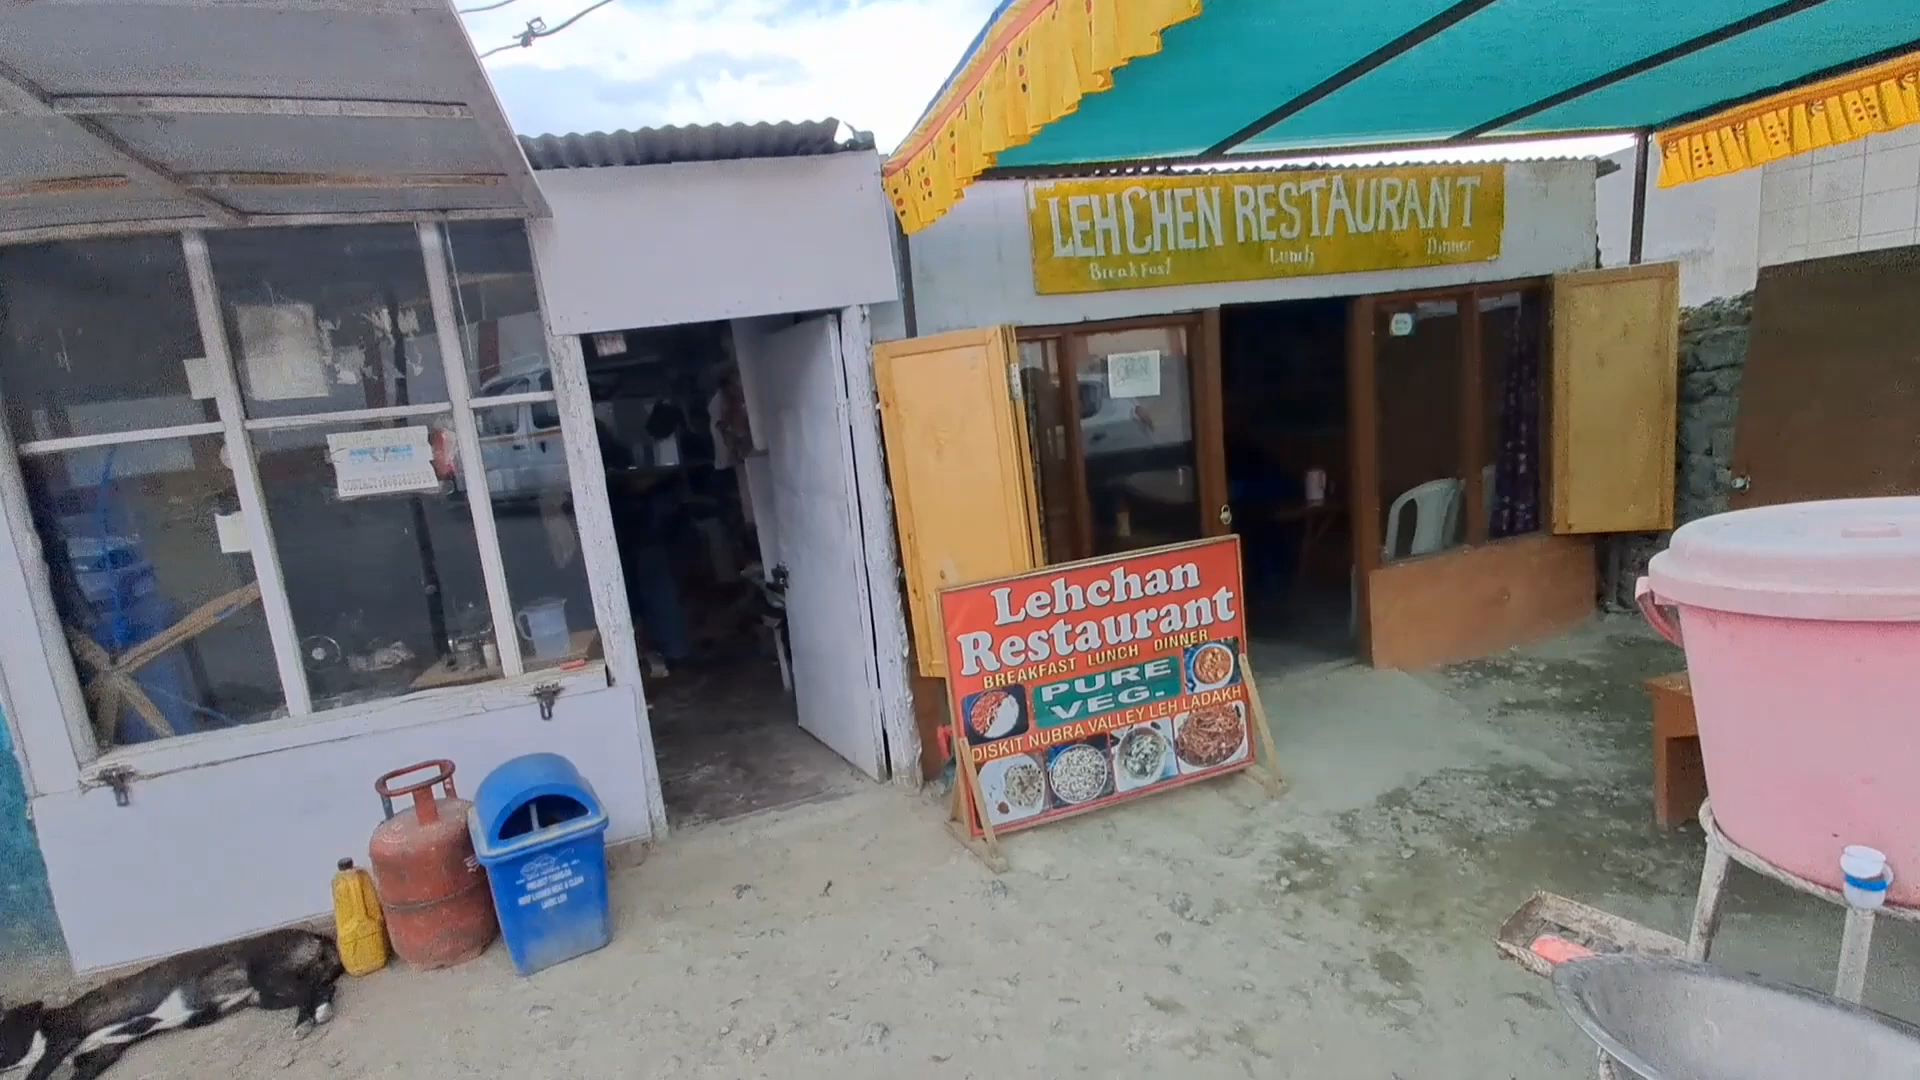 LEHCHEN RESTAURANT
Breakfast Lunch Dinner
Lehchan
Restaurant
BREAKFAST LUNCH DINNER
PURE
VEG.
DISKIT NUBRA VALLEY LEH LADAKH